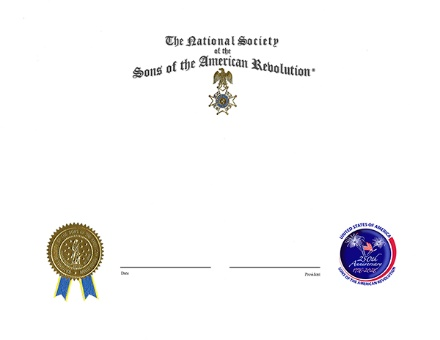 The National Society
of the
Sons of the American Revolution®
UNITED STATES OF AMERICA
250th
Anniversary
1776-2026
SONS OF THE AMERICAN REVOLUTION
Date
President